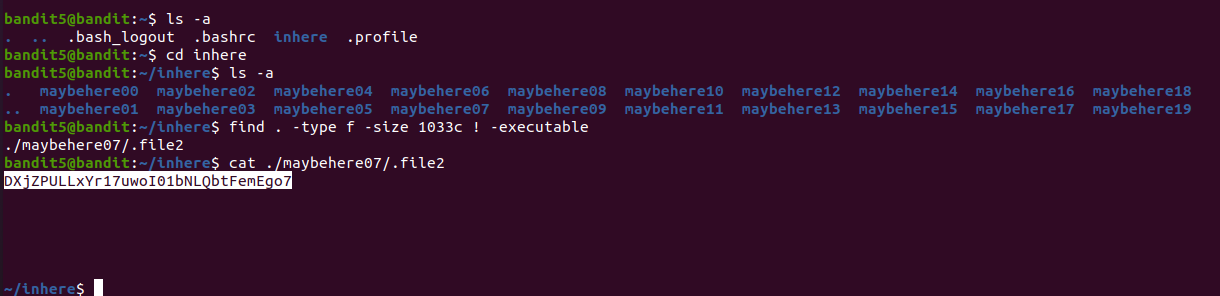 bandit5@bandit:~$ ls -a
.  ..  .bash_logout  .bashrc  inhere  .profile
bandit5@bandit:~$ cd inhere
bandit5@bandit:~/inhere$ ls -a
.   maybehere00  maybehere02  maybehere04  maybehere06  maybehere08  maybehere10  maybehere12  maybehere14  maybehere16  maybehere18
..  maybehere01  maybehere03  maybehere05  maybehere07  maybehere09  maybehere11  maybehere13  maybehere15  maybehere17  maybehere19
bandit5@bandit:~/inhere$ find . -type f -size 1033c ! -executable
./maybehere07/.file2
bandit5@bandit:~/inhere$ cat ./maybehere07/.file2
DXjZPULLxYr17uwoI01bNLQbtFemEgo7
~/inhere$